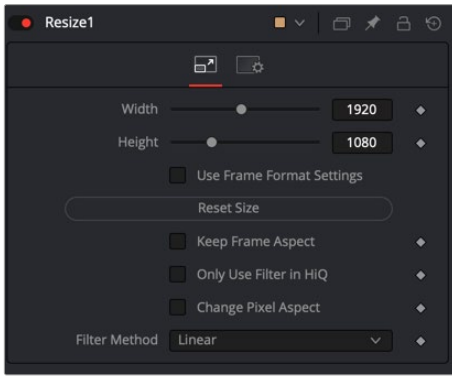 Resize1
Width 1920
Height 1080
Use Frame Format Settings
Reset Size
Keep Frame Aspect
Only Use Filter in HiQ
Change Pixel Aspect
Filter Method Linear